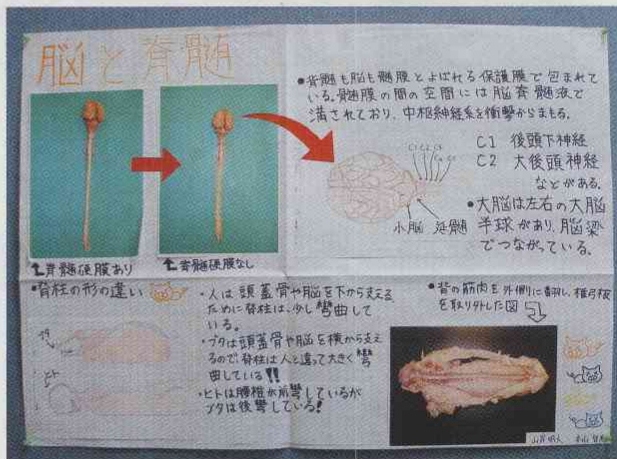 脳と脊髄
↑脊髄硬膜あり
↑脊髄硬膜なし
・脊髄も脳も髄膜とよばれる保護膜で包まれて
いる。髄膜の間の空間には脳脊髄液で
満されており、中枢神経系を衝撃からまもる。
C1 C2 C3
C4 C5
C1 後頭下神経
C2 大後頭神経
などがある。
小脳 延髄
・大脳は左右の大脳
半球があり、脳梁
でつながっている。
・脊柱の形の違い
ブタ
ヒト
・人は頭蓋骨や脳を下から支える
ために脊柱は、少し彎曲して
いる。
・ブタは頭蓋骨や脳を横から支え
るので脊柱は人と違って大きく彎
曲している!!
・ヒトは腰椎が前彎しているが
ブタは後彎している!
・背の筋肉を外側に翻し、椎弓板
を取り外した図